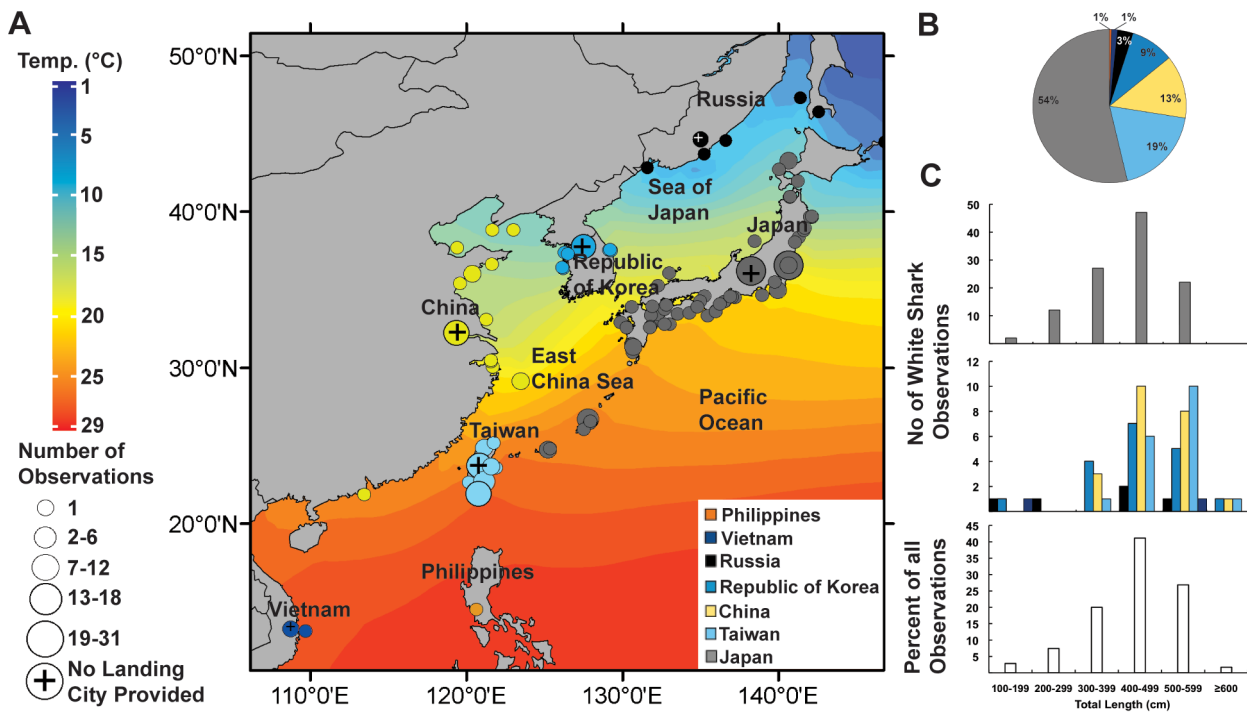 A
Temp. (°C)
1
5
10
15
20
25
29
Number of
Observations
1
2-6
7-12
13-18
19-31
No Landing
City Provided
50°0'N
40°0'N
30°0'N
20°0'N
110°0'E
120°0'E
130°0'E
140°0'E
Russia
Sea of
Japan
Japan
Republic
of Korea
China
East
China Sea
Pacific
Ocean
Taiwan
Philippines
Vietnam
Philippines
Vietnam
Russia
Republic of Korea
China
Taiwan
Japan
B
1%
1%
3%
9%
13%
19%
54%
C
No of White Shark
Observations
50
40
30
20
10
12
10
8
6
4
2
Percent of all
Observations
45
40
35
30
25
20
15
10
5
100-199 200-299 300-399 400-499 500-599 ≥600
Total Length (cm)